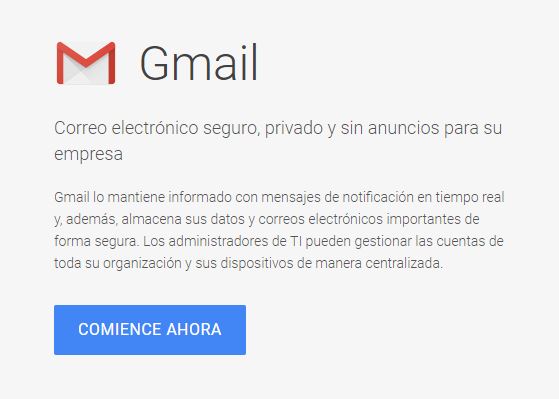 Gmail
Correo electrónico seguro, privado y sin anuncios para su
empresa
Gmail lo mantiene informado con mensajes de notificación en tiempo real
y, además, almacena sus datos y correos electrónicos importantes de
forma segura. Los administradores de TI pueden gestionar las cuentas de
toda su organización y sus dispositivos de manera centralizada.
COMIENCE AHORA